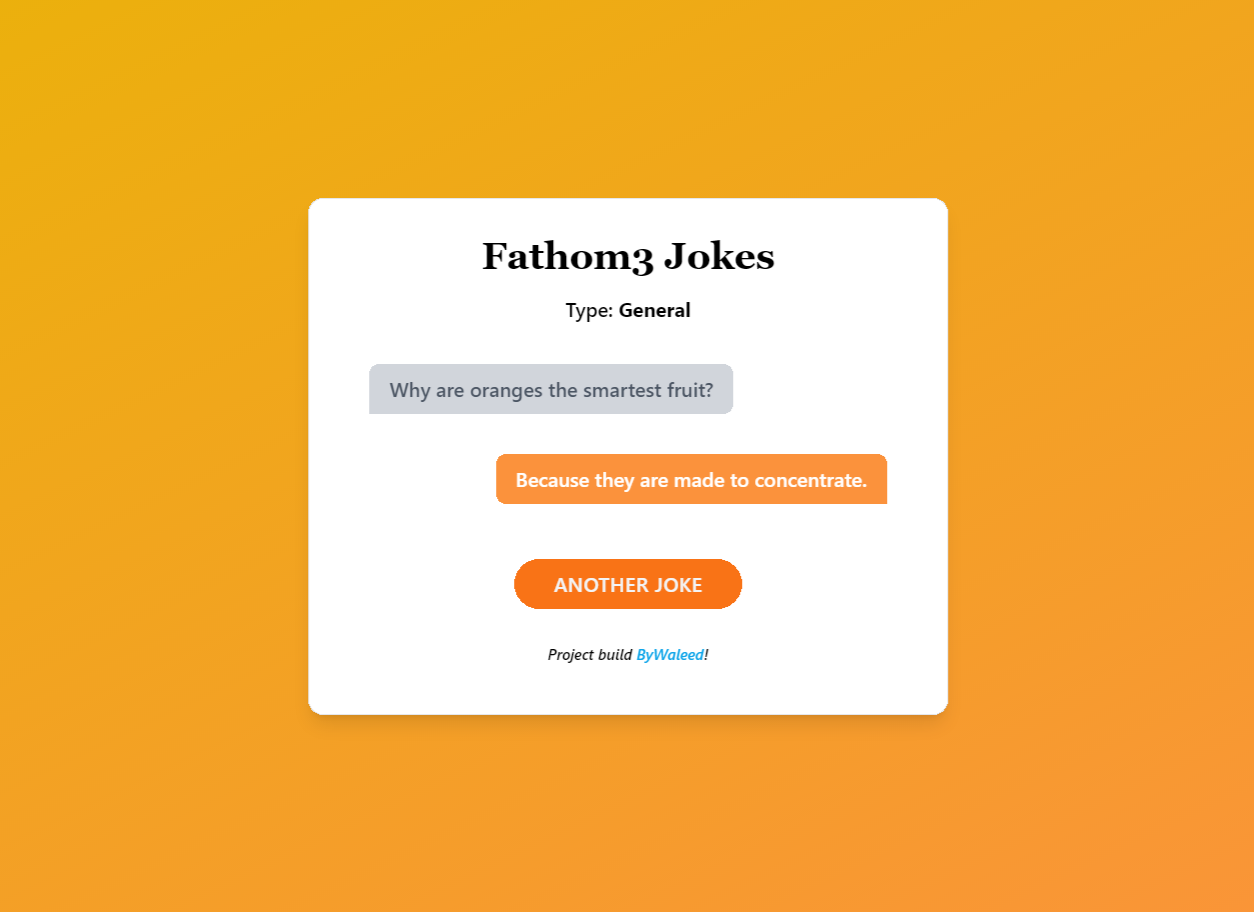 Fathom3 Jokes
Type: General
Why are oranges the smartest fruit?
Because they are made to concentrate.
ANOTHER JOKE
Project build ByWaleed!